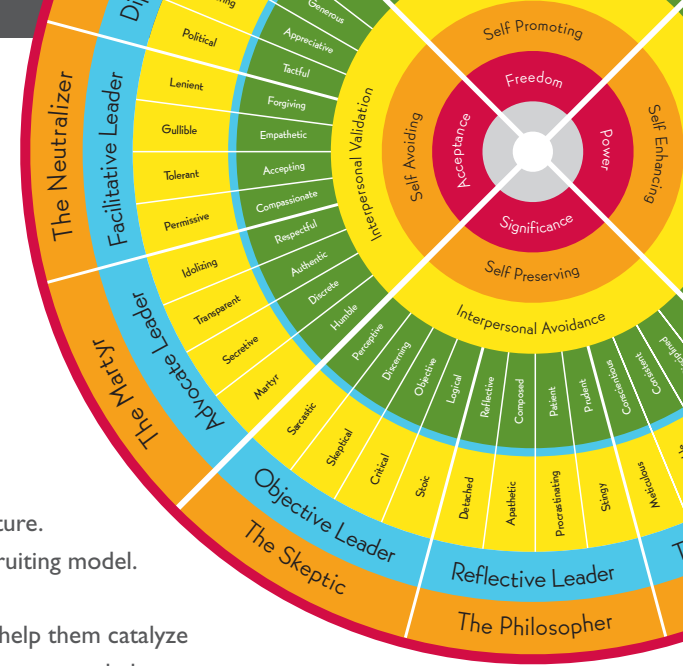 Freedom
Power
Significance
Acceptance
Self Promoting
Self Enhancing
Self Preserving
Self Avoiding
Interpersonal Validation
Interpersonal Avoidance
Generous
Appreciative
Tactful
Forgiving
Empathetic
Accepting
Compassionate
Respectful
Authentic
Discrete
Humble
Perceptive
Discerning
Objective
Logical
Reflective
Composed
Patient
Prudent
Conscientious
Consistent
Political
Lenient
Gullible
Tolerant
Permissive
Idolizing
Transparent
Secretive
Martyr
Sarcastic
Skeptical
Critical
Stoic
Detached
Apathetic
Procrastinating
Stingy
Meticulous
Facilitative Leader
Advocate Leader
Objective Leader
Reflective Leader
The Neutralizer
The Martyr
The Skeptic
The Philosopher
ture.
ruiting model.
help them catalyze